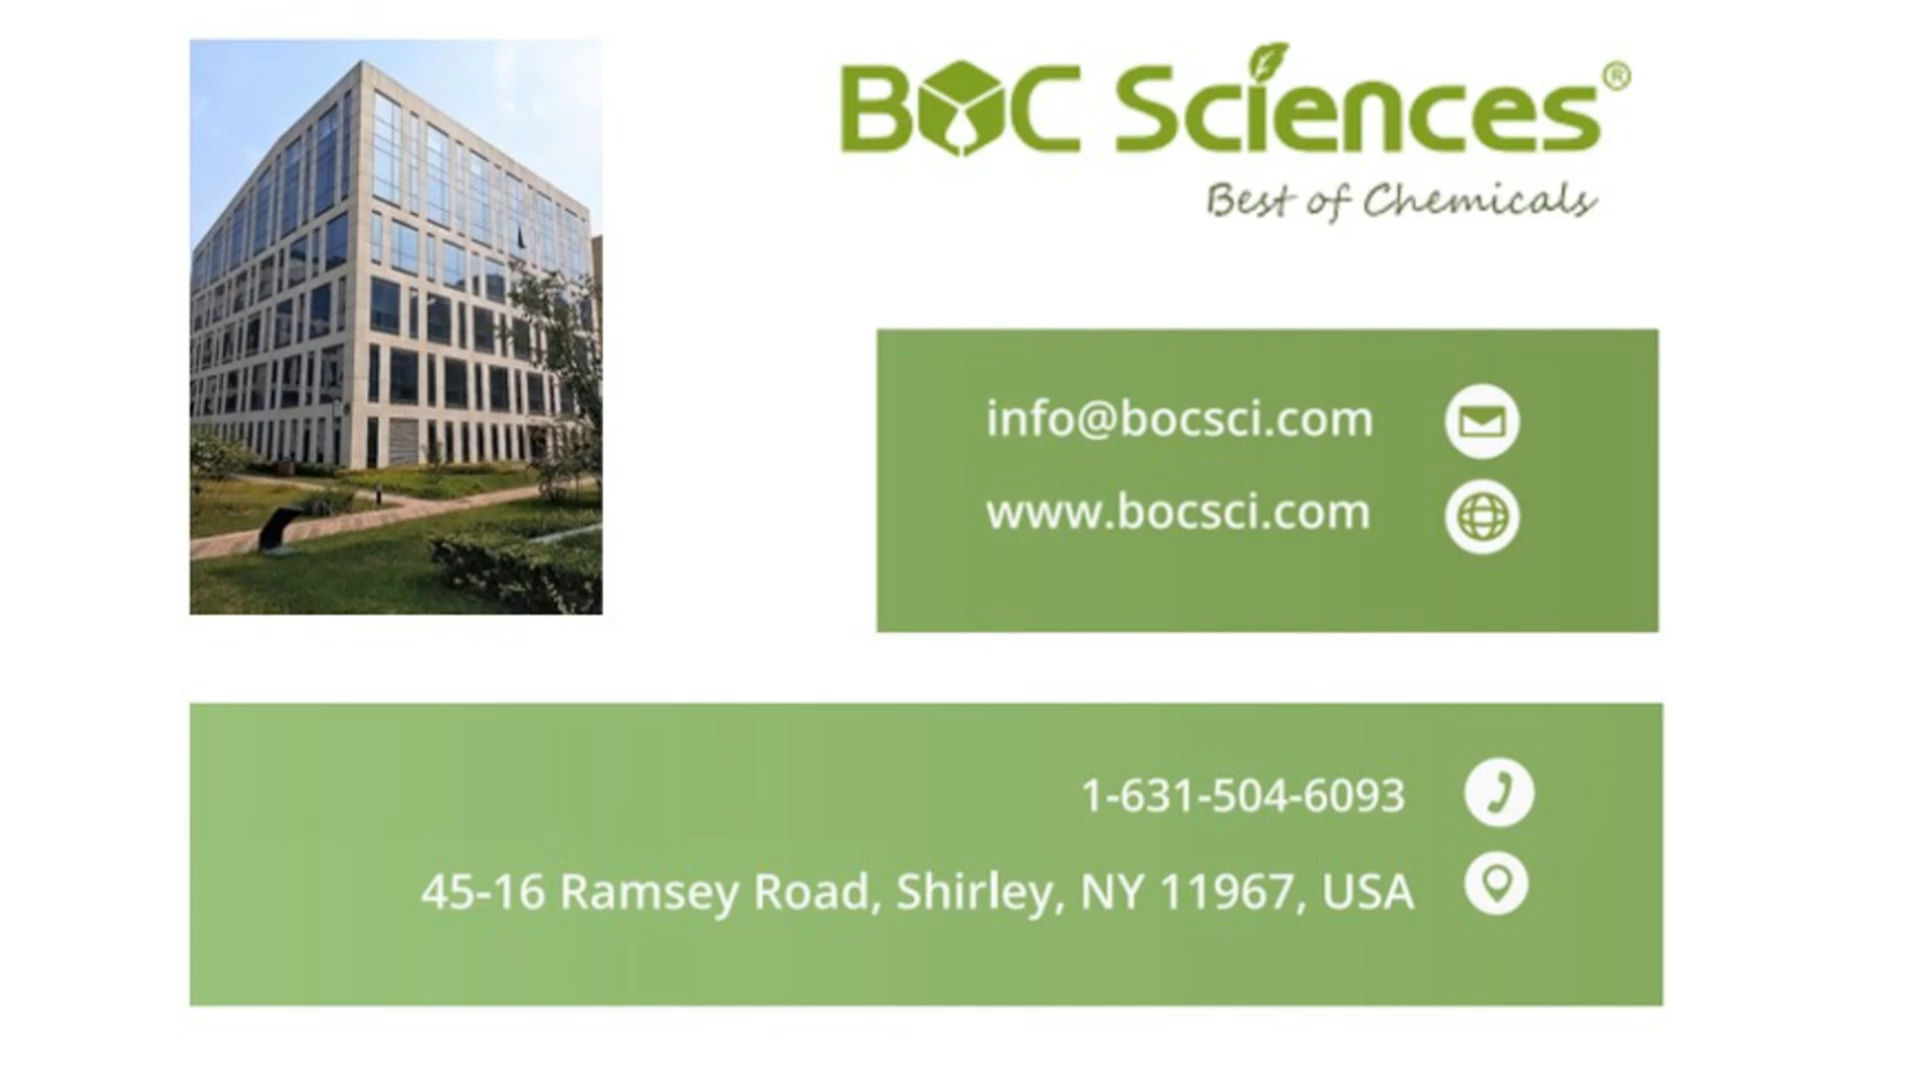 BOC Sciences®
Best of Chemicals
info@bocsci.com
www.bocsci.com
1-631-504-6093
45-16 Ramsey Road, Shirley, NY 11967, USA